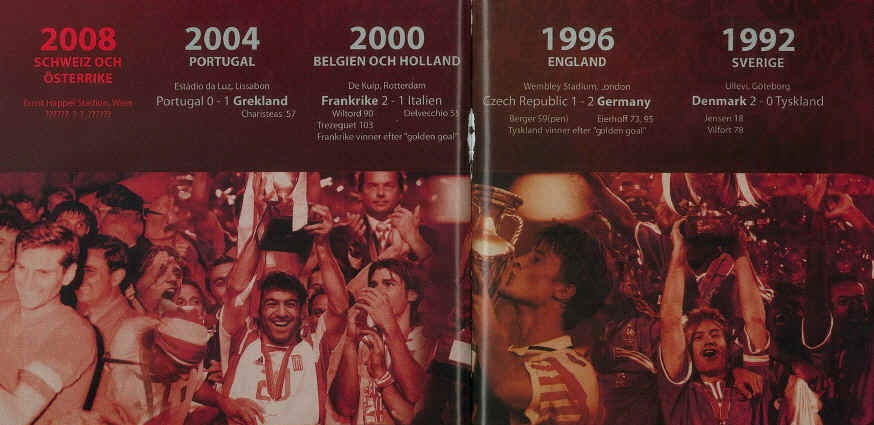 2008
SCHWEIZ OCH
ÖSTERRIKE
Ernst Happel Stadion, Wien
?????? ?-? ??????
2004
PORTUGAL
Estádio da Luz, Lissabon
Portugal 0 - 1 Grekland
Charisteas 57
2000
BELGIEN OCH HOLLAND
De Kuip, Rotterdam
Frankrike 2 - 1 Italien
Wiltord 90 Delvecchio 55
Trezeguet 103
Frankrike vinner efter "golden goal"
1996
ENGLAND
Wembley Stadium, London
Czech Republic 1 - 2 Germany
Berger 59(pen) Eierhoff 73, 95
Tyskland vinner efter "golden goal"
1992
SVERIGE
Ullevi, Göteborg
Denmark 2 - 0 Tyskland
Jensen 18
Vilfort 78